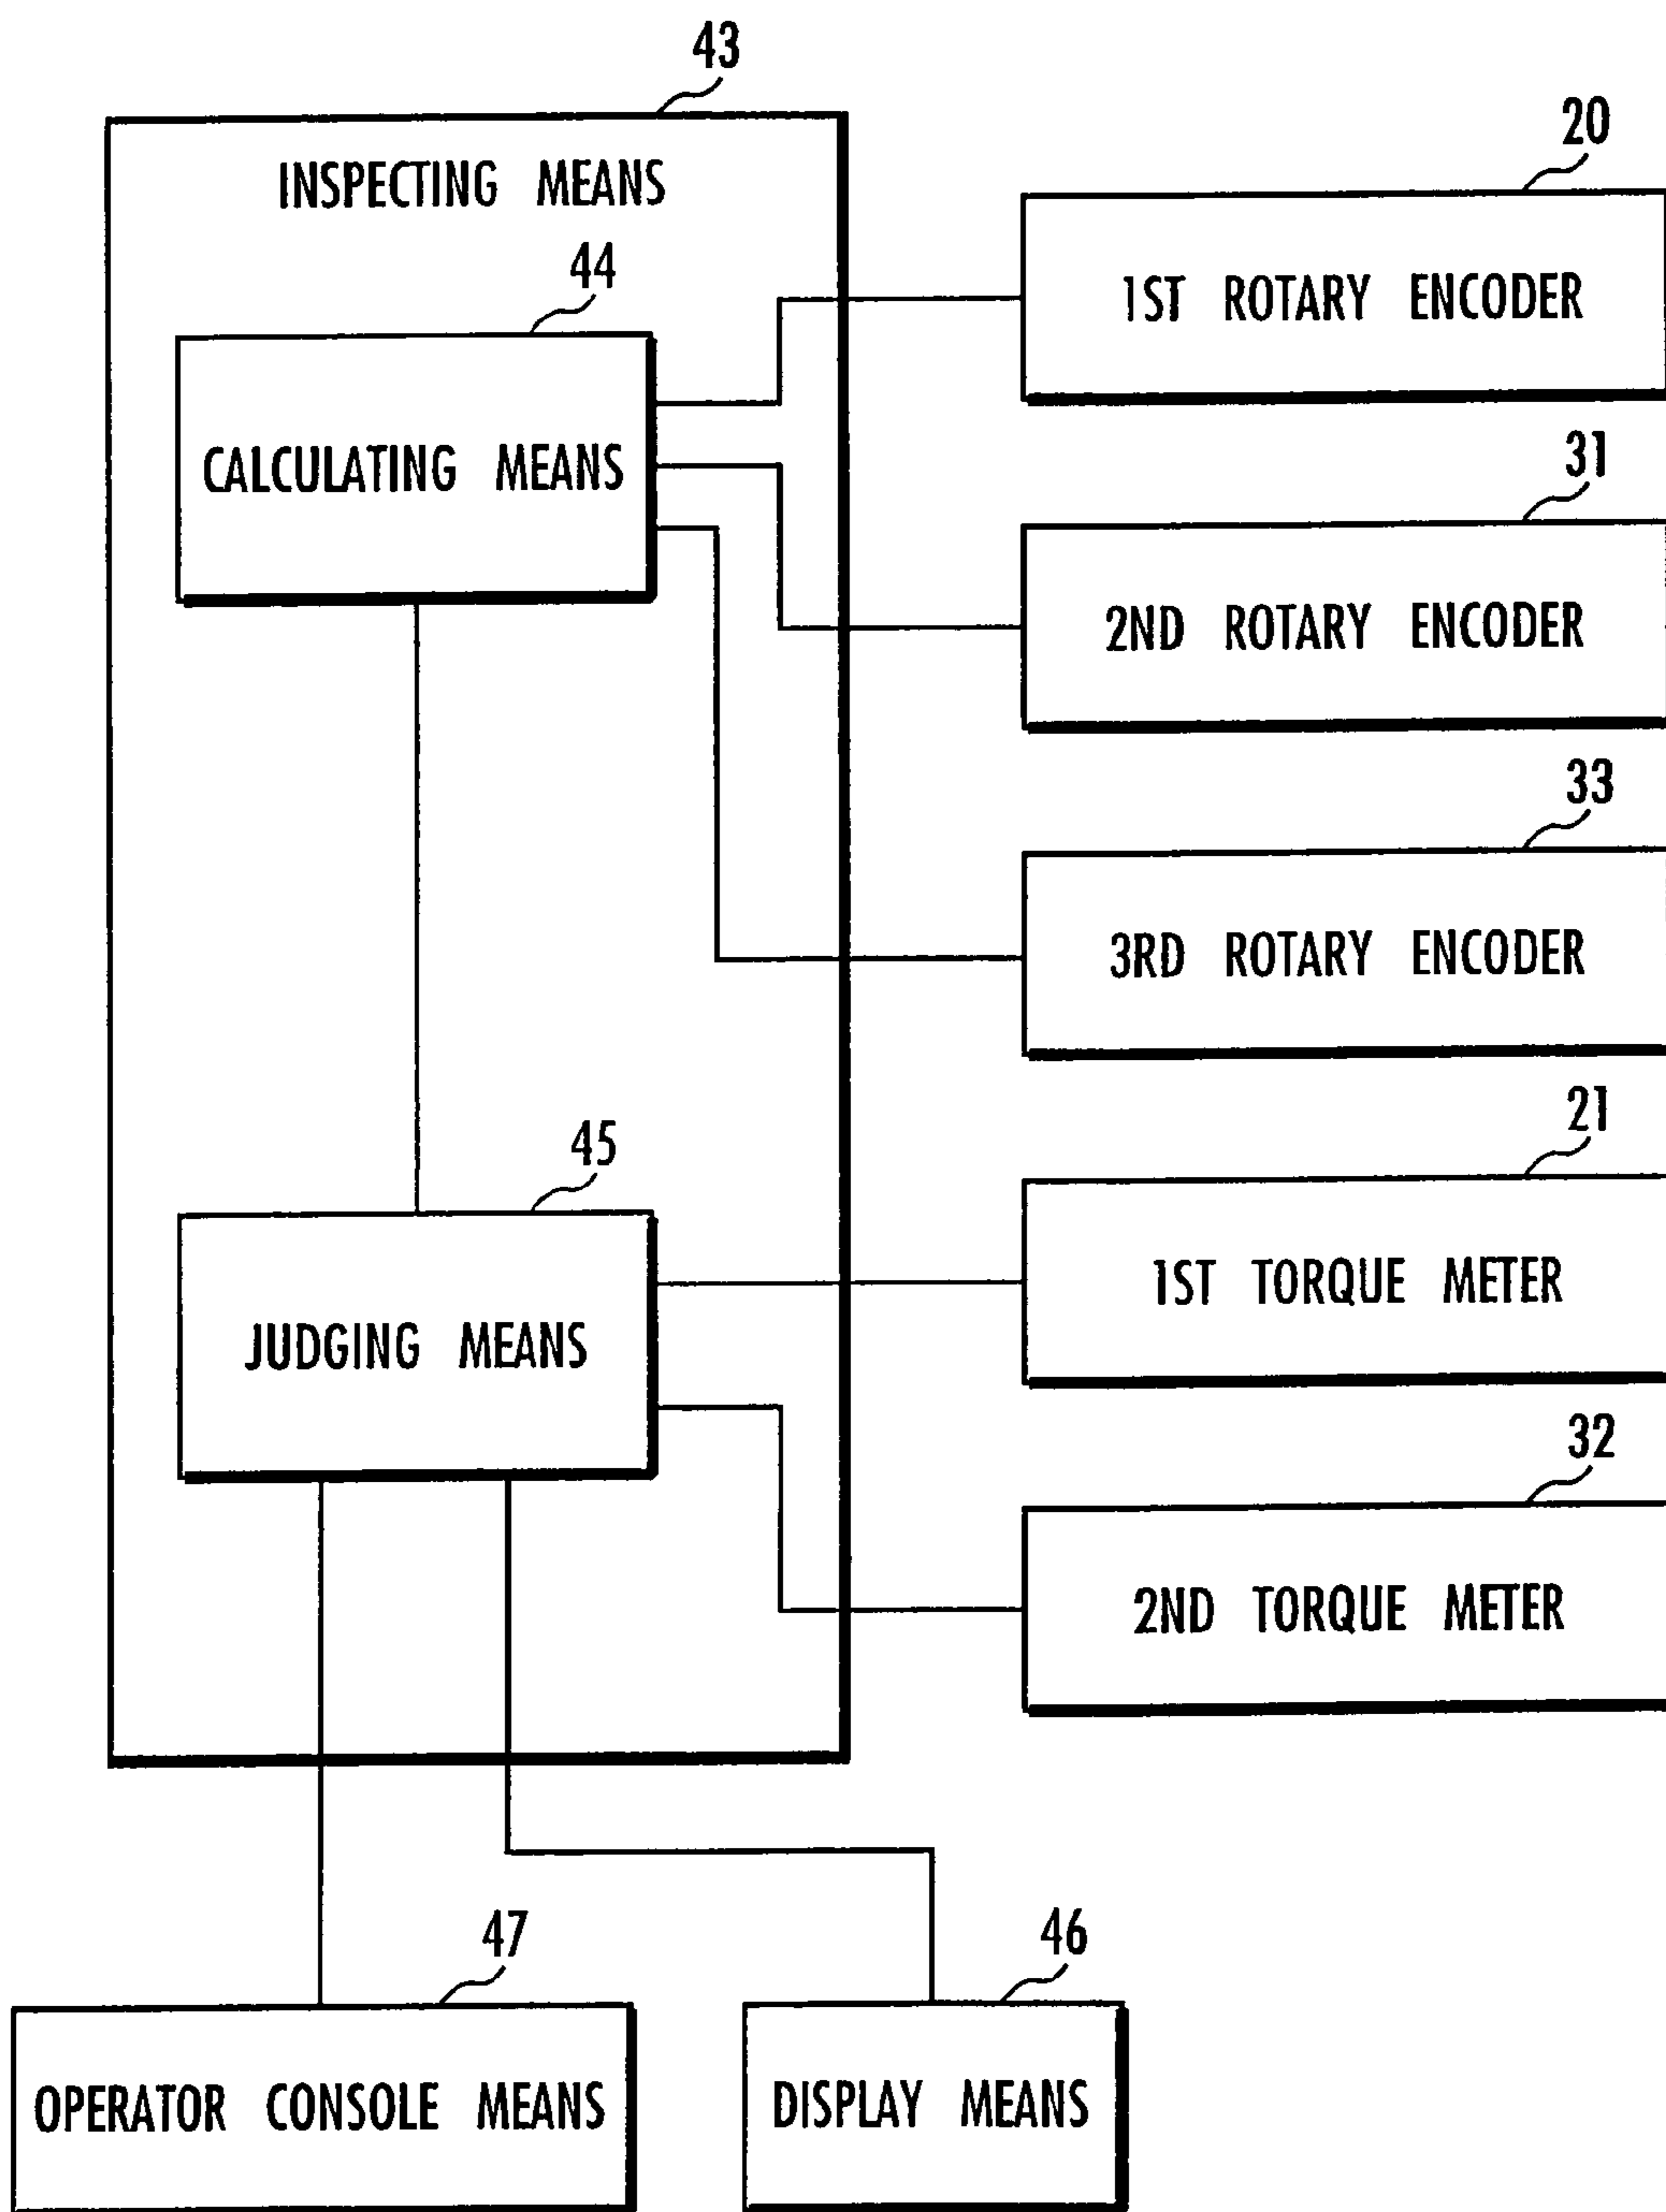 43
INSPECTING MEANS
44
CALCULATING MEANS
20
1ST ROTARY ENCODER
31
2ND ROTARY ENCODER
33
3RD ROTARY ENCODER
45
JUDGING MEANS
21
1ST TORQUE METER
32
2ND TORQUE METER
47
OPERATOR CONSOLE MEANS
46
DISPLAY MEANS